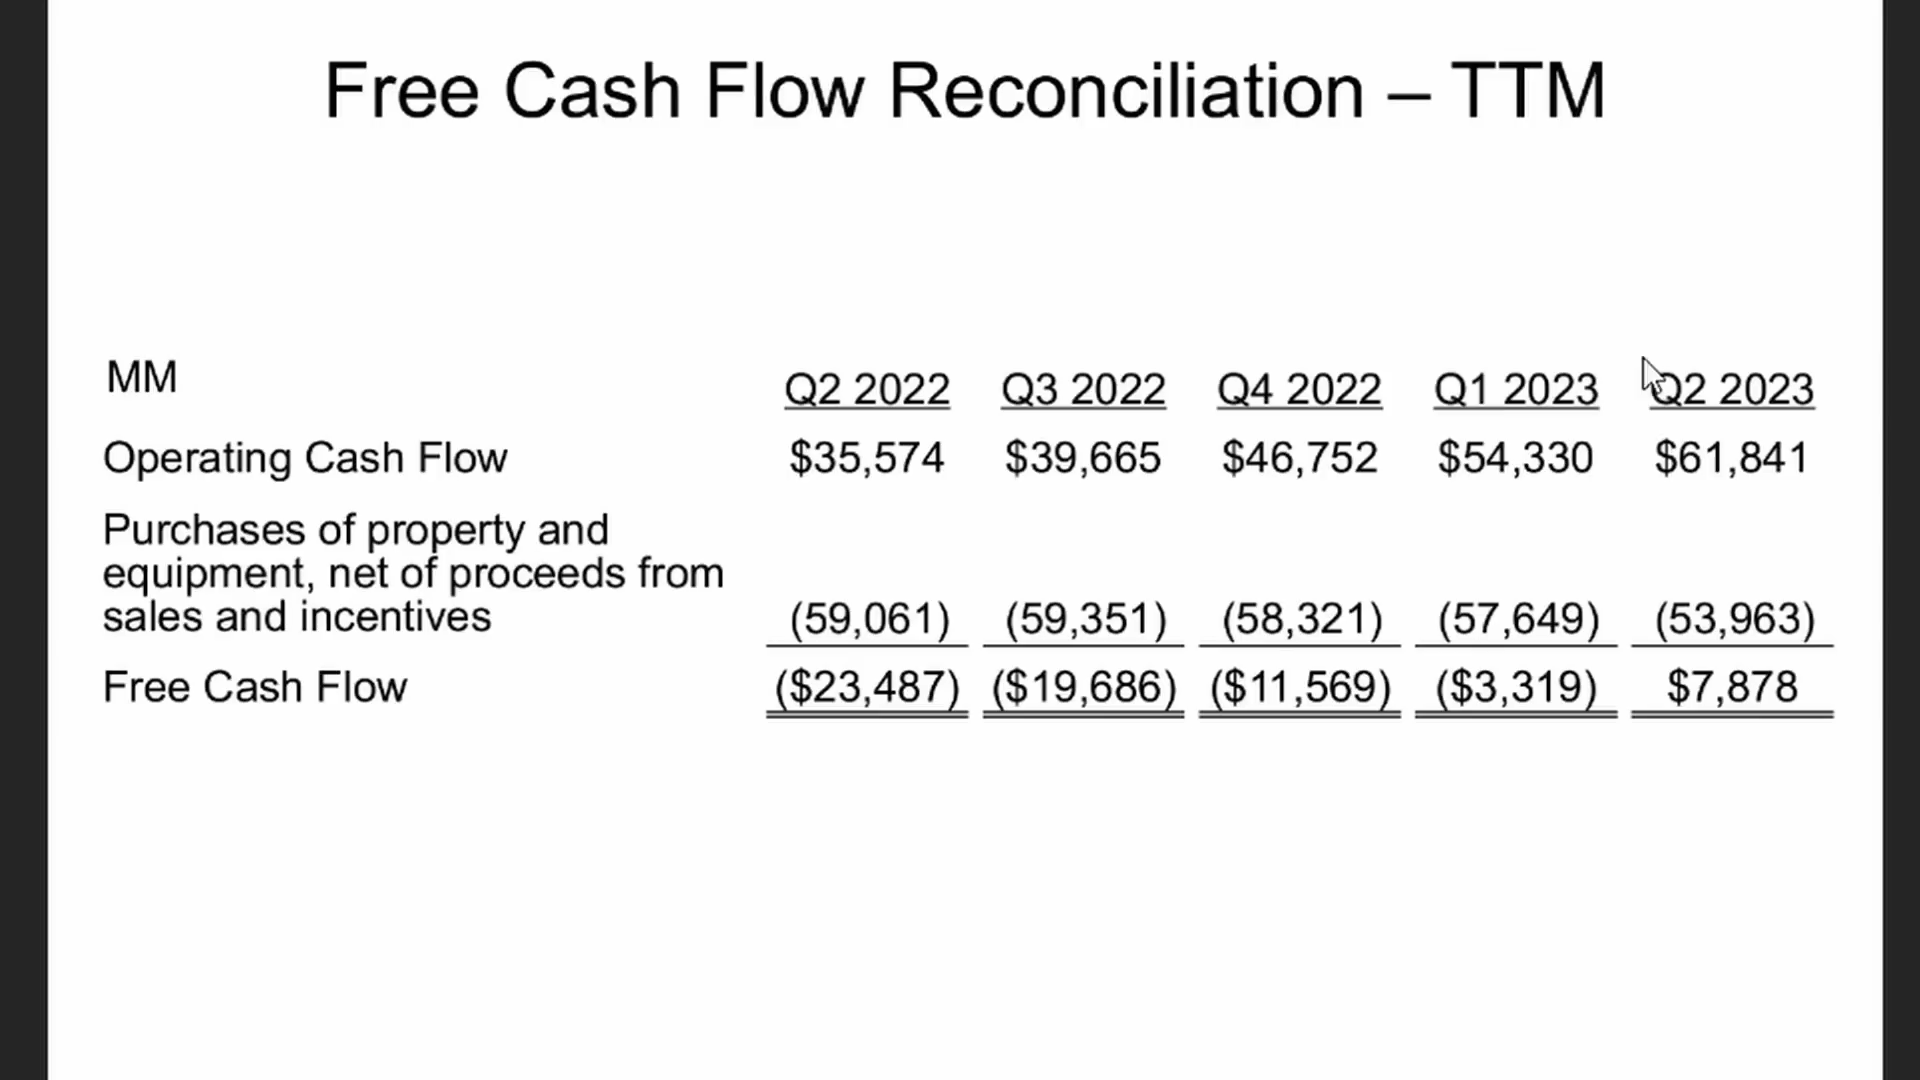 Free Cash Flow Reconciliation – TTM
MM Q2 2022 Q3 2022 Q4 2022 Q1 2023 Q2 2023
Operating Cash Flow $35,574 $39,665 $46,752 $54,330 $61,841
Purchases of property and
equipment, net of proceeds from
sales and incentives (59,061) (59,351) (58,321) (57,649) (53,963)
Free Cash Flow ($23,487) ($19,686) ($11,569) ($3,319) $7,878